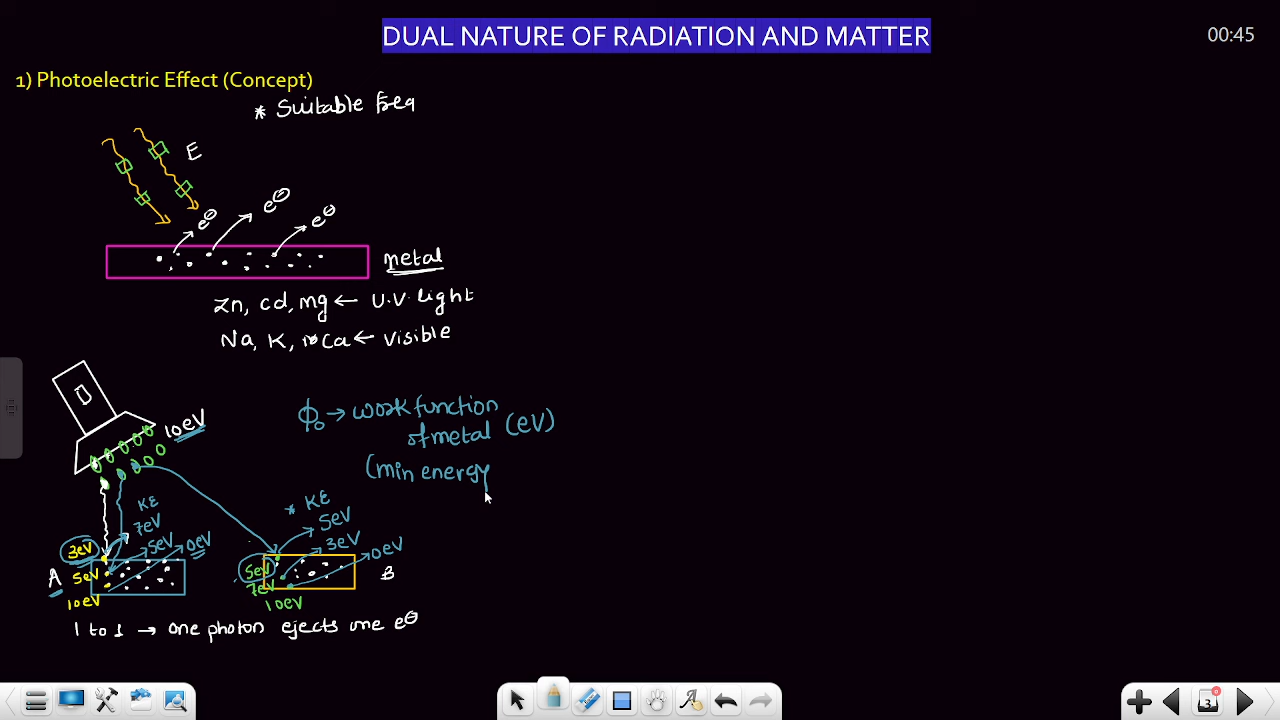 DUAL NATURE OF RADIATION AND MATTER
00:45
1) Photoelectric Effect (Concept)
* Suitable freq
E
e⊖
e⊖
e⊖
metal
Zn, Cd, Mg ← U.V. light
Na, K, Ca ← Visible
10eV
ϕ₀ → work function
of metal (eV)
(min energy
KE
7eV
5eV
0eV
3eV
5eV
10eV
A
* KE
5eV
3eV
0eV
5eV
7eV
10eV
B
1 to 1 → one photon ejects one e⊖
3